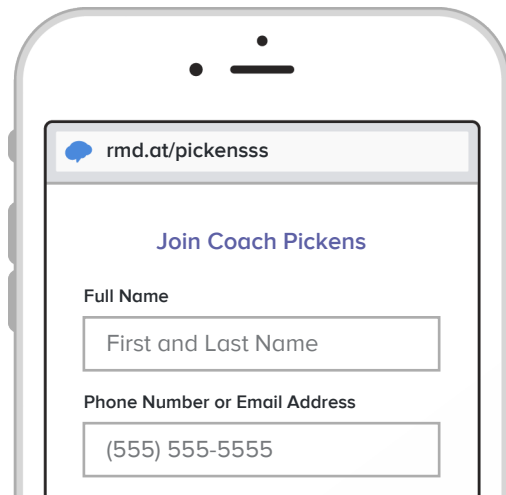 rmd.at/pickensss
Join Coach Pickens
Full Name
First and Last Name
Phone Number or Email Address
(555) 555-5555